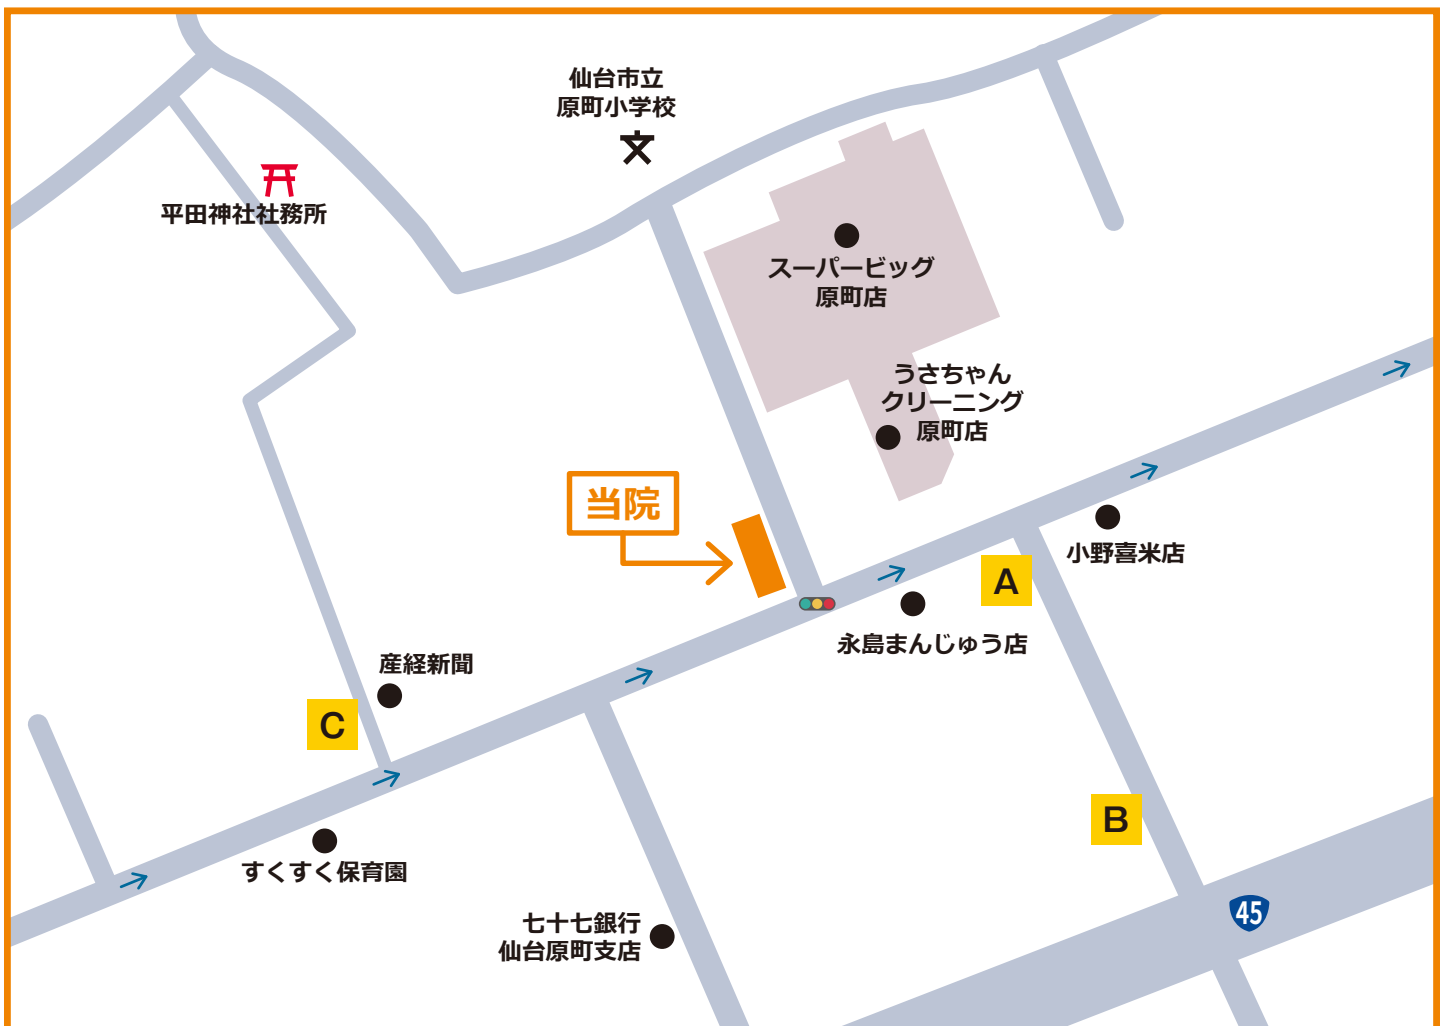 仙台市立
原町小学校
平田神社社務所
スーパービッグ
原町店
うさちゃん
クリーニング
原町店
当院
小野喜米店
A
永島まんじゅう店
産経新聞
C
B
すくすく保育園
七十七銀行
仙台原町支店
45